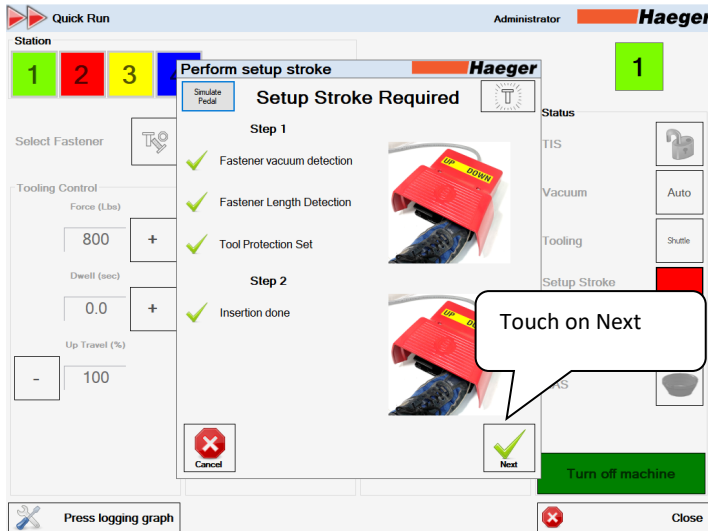 Quick Run
Administrator
Haeger
Station
1
2
3
Perform setup stroke
Haeger
Simulate
Pedal
Setup Stroke Required
1
Status
Step 1
Select Fastener
Fastener vacuum detection
UP DOWN
TIS
Tooling Control
Force (Lbs)
Fastener Length Detection
Vacuum
Auto
800
+
Tool Protection Set
Tooling
Shuttle
Dwell (sec)
Step 2
Setup Stroke
0.0
+
Insertion done
UP
Touch on Next
Up Travel (%)
-
100
Cancel
Next
Turn off machine
Press logging graph
Close